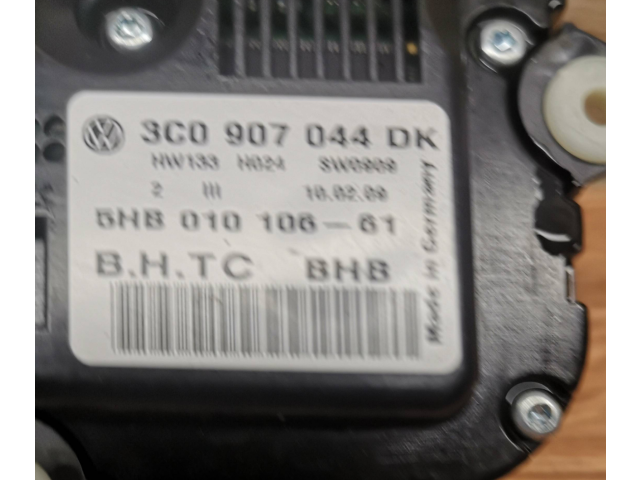 3C0 907 044 DK
HW133 H024 SW0909
2 III 10.02.09
5HB 010 106-61
B.H.TC BHB
Made in Germany